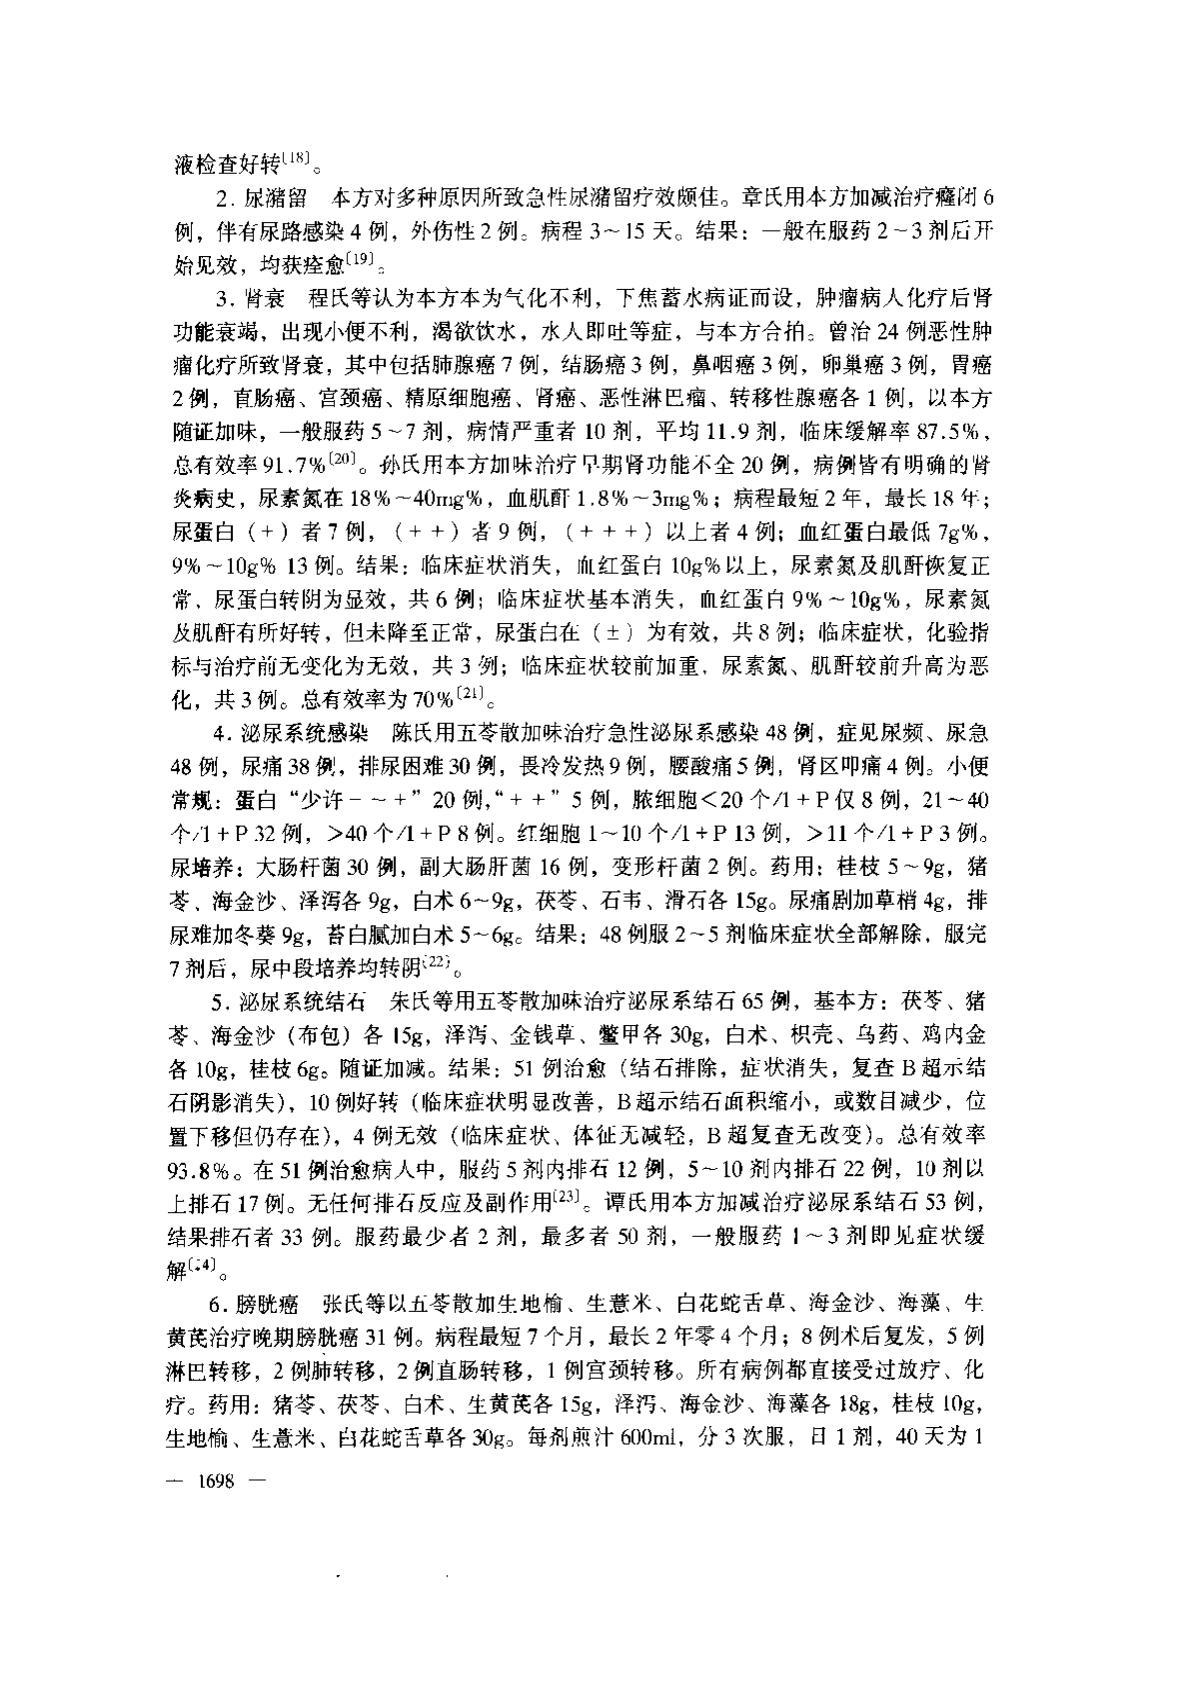 液检查好转〔18〕。
2. 尿潴留　本方对多种原因所致急性尿潴留疗效颇佳。章氏用本方加减治疗癃闭 6
例，伴有尿路感染 4 例，外伤性 2 例。病程 3～15 天。结果：一般在服药 2～3 剂后开
始见效，均获痊愈〔19〕。
3. 肾衰　程氏等认为本方本为气化不利，下焦蓄水病证而设，肿瘤病人化疗后肾
功能衰竭，出现小便不利，渴欲饮水，水人即吐等症，与本方合拍。曾治 24 例恶性肿
瘤化疗所致肾衰，其中包括肺腺癌 7 例，结肠癌 3 例，鼻咽癌 3 例，卵巢癌 3 例，胃癌
2 例，直肠癌、宫颈癌、精原细胞癌、肾癌、恶性淋巴瘤、转移性腺癌各 1 例，以本方
随证加味，一般服药 5～7 剂，病情严重者 10 剂，平均 11.9 剂，临床缓解率 87.5%，
总有效率 91.7%〔20〕。孙氏用本方加味治疗早期肾功能不全 20 例，病例皆有明确的肾
炎病史，尿素氮在 18%～40mg%，血肌酐 1.8%～3mg%；病程最短 2 年，最长 18 年；
尿蛋白（+）者 7 例，（++）者 9 例，（+++）以上者 4 例；血红蛋白最低 7g%，
9%～10g% 13 例。结果：临床症状消失，血红蛋白 10g%以上，尿素氮及肌酐恢复正
常，尿蛋白转阴为显效，共 6 例；临床症状基本消失，血红蛋白 9%～10g%，尿素氮
及肌酐有所好转，但未降至正常，尿蛋白在（±）为有效，共 8 例；临床症状，化验指
标与治疗前无变化为无效，共 3 例；临床症状较前加重，尿素氮、肌酐较前升高为恶
化，共 3 例。总有效率为 70%〔21〕。
4. 泌尿系统感染　陈氏用五苓散加味治疗急性泌尿系感染 48 例，症见尿频、尿急
48 例，尿痛 38 例，排尿困难 30 例，畏冷发热 9 例，腰酸痛 5 例，肾区叩痛 4 例。小便
常规：蛋白“少许－～+”20 例，“++”5 例，脓细胞＜20 个/1+P 仅 8 例，21～40
个/1+P 32 例，＞40 个/1+P 8 例。红细胞 1～10 个/1+P 13 例，＞11 个/1+P 3 例。
尿培养：大肠杆菌 30 例，副大肠肝菌 16 例，变形杆菌 2 例。药用：桂枝 5～9g，猪
苓、海金沙、泽泻各 9g，白术 6～9g，茯苓、石韦、滑石各 15g。尿痛剧加草梢 4g，排
尿难加冬葵 9g，苔白腻加白术 5～6g。结果：48 例服 2～5 剂临床症状全部解除，服完
7 剂后，尿中段培养均转阴〔22〕。
5. 泌尿系统结石　朱氏等用五苓散加味治疗泌尿系结石 65 例，基本方：茯苓、猪
苓、海金沙（布包）各 15g，泽泻、金钱草、鳖甲各 30g，白术、枳壳、乌药、鸡内金
各 10g，桂枝 6g。随证加减。结果：51 例治愈（结石排除，症状消失，复查 B 超示结
石阴影消失），10 例好转（临床症状明显改善，B 超示结石面积缩小，或数目减少，位
置下移但仍存在），4 例无效（临床症状、体征无减轻，B 超复查无改变）。总有效率
93.8%。在 51 例治愈病人中，服药 5 剂内排石 12 例，5～10 剂内排石 22 例，10 剂以
上排石 17 例。无任何排石反应及副作用〔23〕。谭氏用本方加减治疗泌尿系结石 53 例，
结果排石者 33 例。服药最少者 2 剂，最多者 50 剂，一般服药 1～3 剂即见症状缓
解〔24〕。
6. 膀胱癌　张氏等以五苓散加生地榆、生薏米、白花蛇舌草、海金沙、海藻、生
黄芪治疗晚期膀胱癌 31 例。病程最短 7 个月，最长 2 年零 4 个月；8 例术后复发，5 例
淋巴转移，2 例肺转移，2 例直肠转移，1 例宫颈转移。所有病例都直接受过放疗、化
疗。药用：猪苓、茯苓、白术、生黄芪各 15g，泽泻、海金沙、海藻各 18g，桂枝 10g，
生地榆、生薏米、白花蛇舌草各 30g。每剂煎汁 600ml，分 3 次服，日 1 剂，40 天为 1
— 1698 —